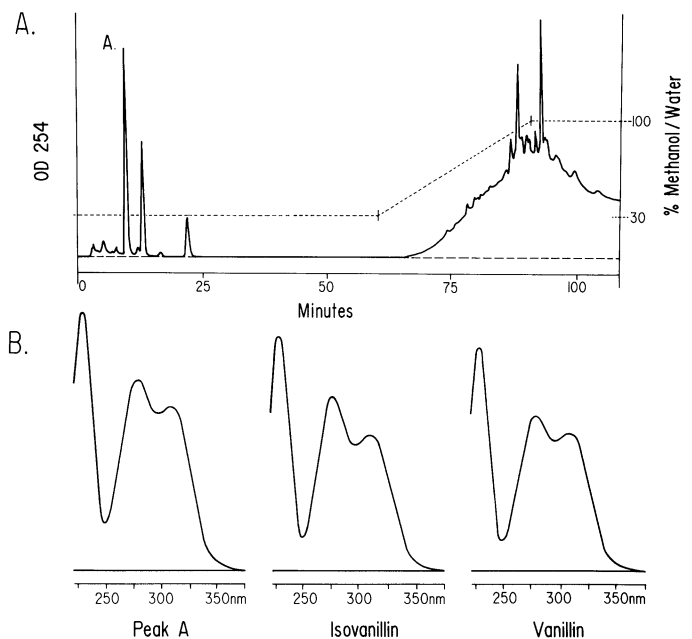 A.
A.
OD 254
100
30
% Methanol/Water
0 25 50 75 100
Minutes
B.
250 300 350nm 250 300 350nm 250 300 350nm
Peak A Isovanillin Vanillin